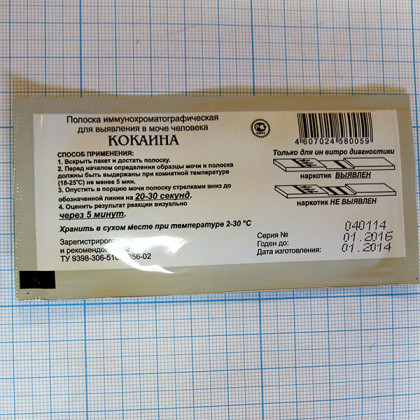 Полоска иммунохроматографическая
для выявления в моче человека
КОКАИНА
СПОСОБ ПРИМЕНЕНИЯ:
1. Вскрыть пакет и достать полоску.
2. Перед началом определения образцы мочи и полоска
должны быть выдержаны при комнатной температуре
(18-25°С) не менее 5 мин.
3. Опустить в порцию мочи полоску стрелками вниз до
обозначенной линии на 20-30 секунд.
4. Оценить результат реакции визуально
через 5 минут.
Хранить в сухом месте при температуре 2-30 °С
Зарегистриро
и
ТУ 9398-306-510 356-02
4 607024 580059
Только для ин витро диагностики
наркотик ВЫЯВЛЕН
наркотик НЕ ВЫЯВЛЕН
Серия № 040114
Годен до: 01.2016
Дата изготовления: 01.2014